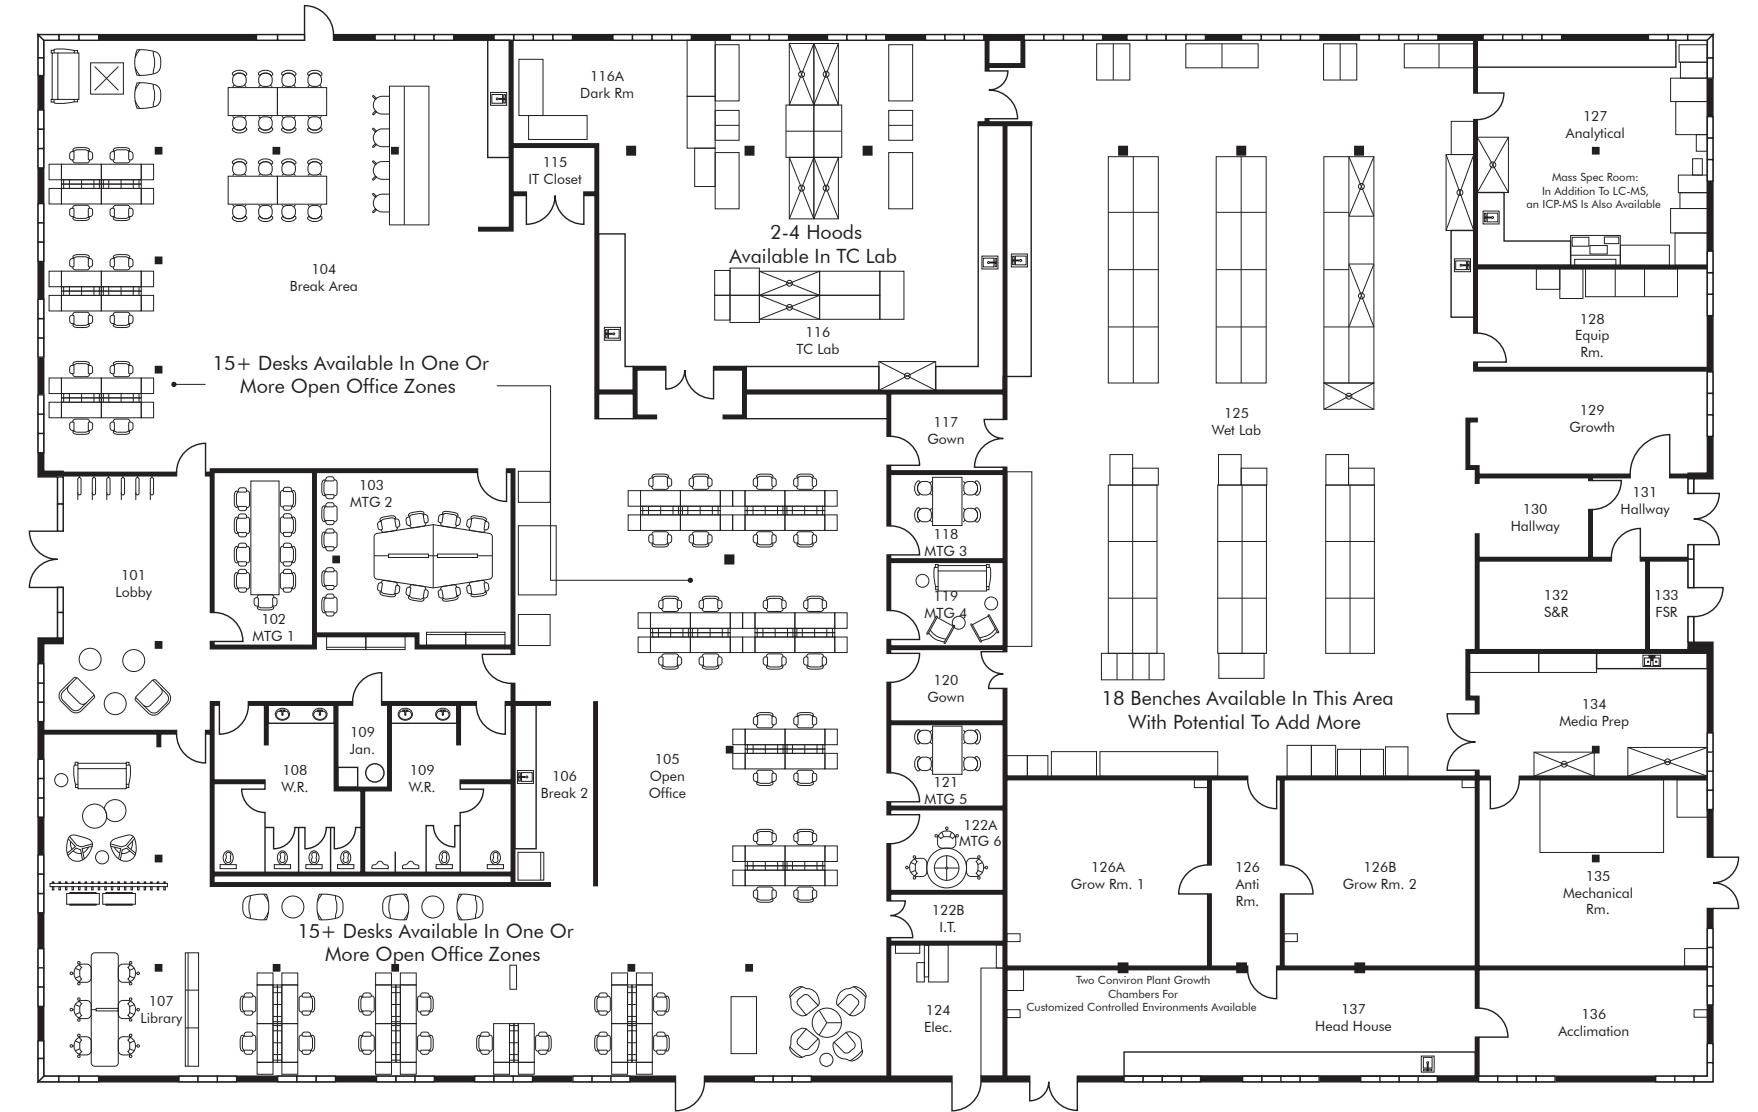 116A
Dark Rm
115
IT Closet
2-4 Hoods
Available In TC Lab
116
TC Lab
104
Break Area
15+ Desks Available In One Or
More Open Office Zones
127
Analytical
Mass Spec Room:
In Addition To LC-MS,
an ICP-MS Is Also Available
128
Equip
Rm.
129
Growth
125
Wet Lab
117
Gown
103
MTG 2
118
MTG 3
130
Hallway
131
Hallway
101
Lobby
102
MTG 1
119
MTG 4
132
S&R
133
FSR
120
Gown
18 Benches Available In This Area
With Potential To Add More
134
Media Prep
109
Jan.
108
W.R.
109
W.R.
106
Break 2
105
Open
Office
121
MTG 5
122A
MTG 6
126A
Grow Rm. 1
126
Anti
Rm.
126B
Grow Rm. 2
135
Mechanical
Rm.
122B
I.T.
15+ Desks Available In One Or
More Open Office Zones
107
Library
124
Elec.
Two Conviron Plant Growth
Chambers For
Customized Controlled Environments Available
137
Head House
136
Acclimation